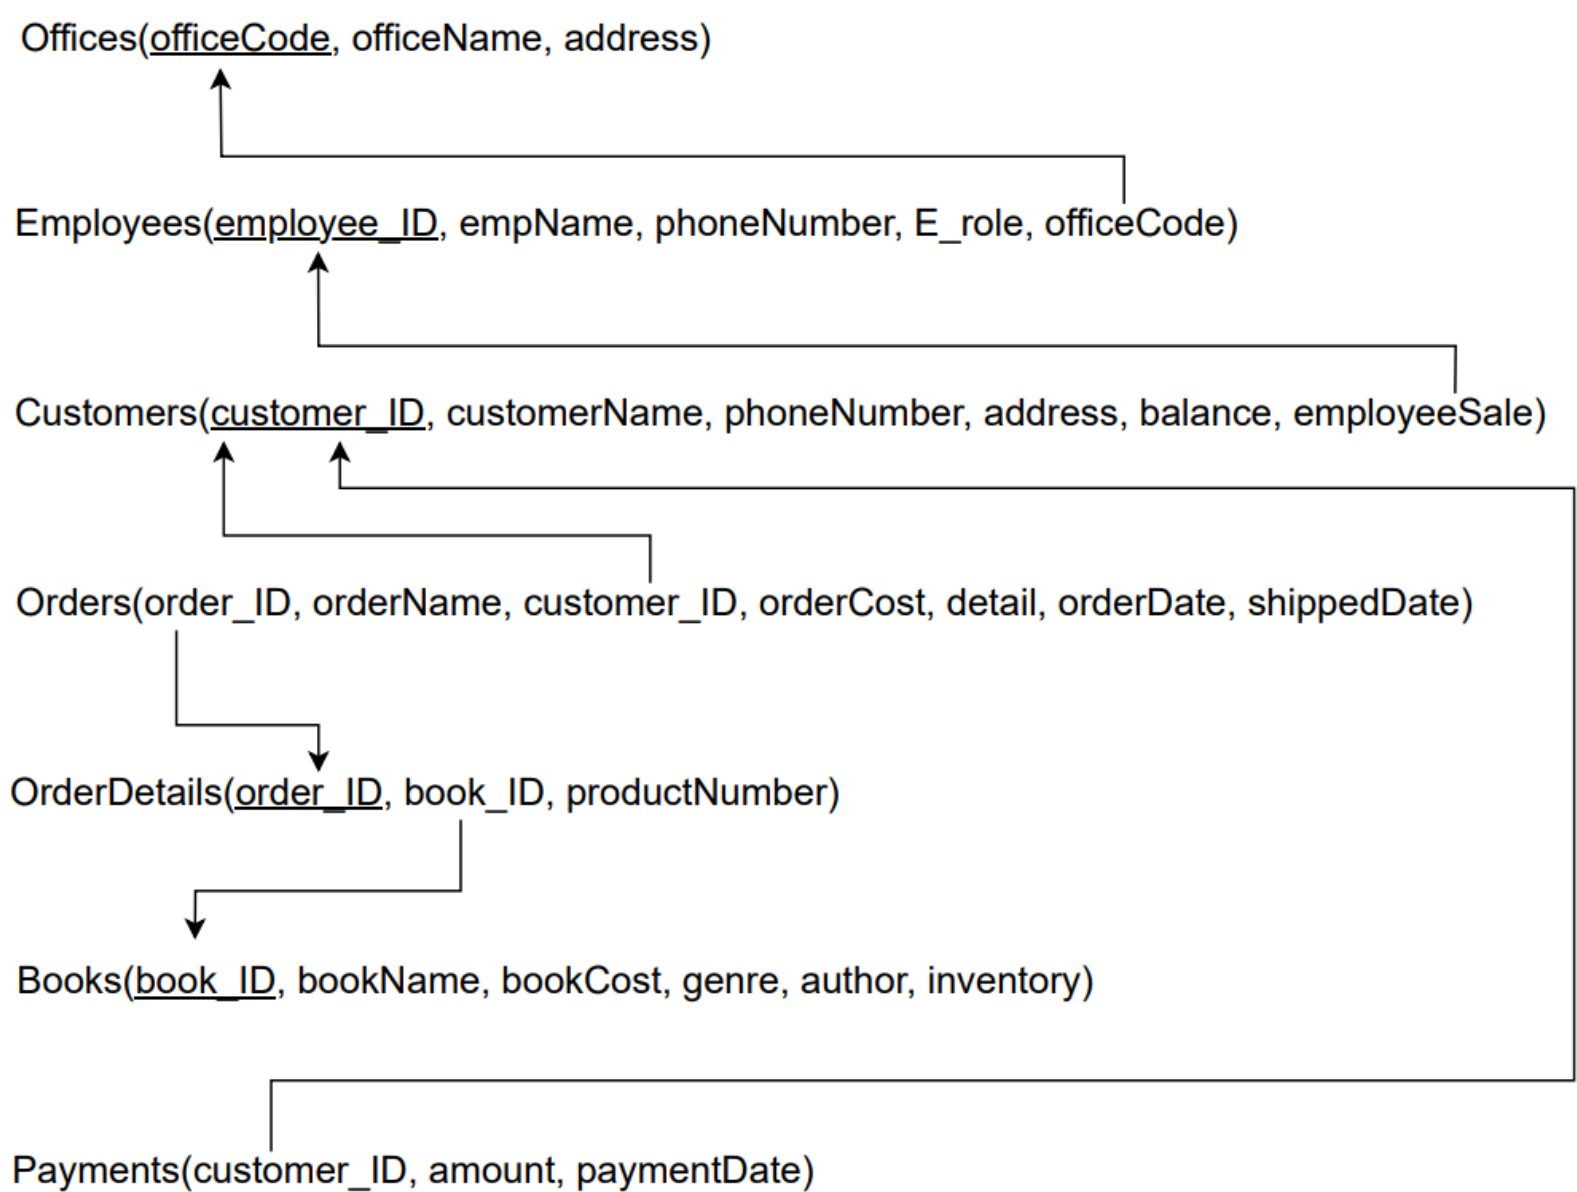 Offices(officeCode, officeName, address)
Employees(employee_ID, empName, phoneNumber, E_role, officeCode)
Customers(customer_ID, customerName, phoneNumber, address, balance, employeeSale)
Orders(order_ID, orderName, customer_ID, orderCost, detail, orderDate, shippedDate)
OrderDetails(order_ID, book_ID, productNumber)
Books(book_ID, bookName, bookCost, genre, author, inventory)
Payments(customer_ID, amount, paymentDate)